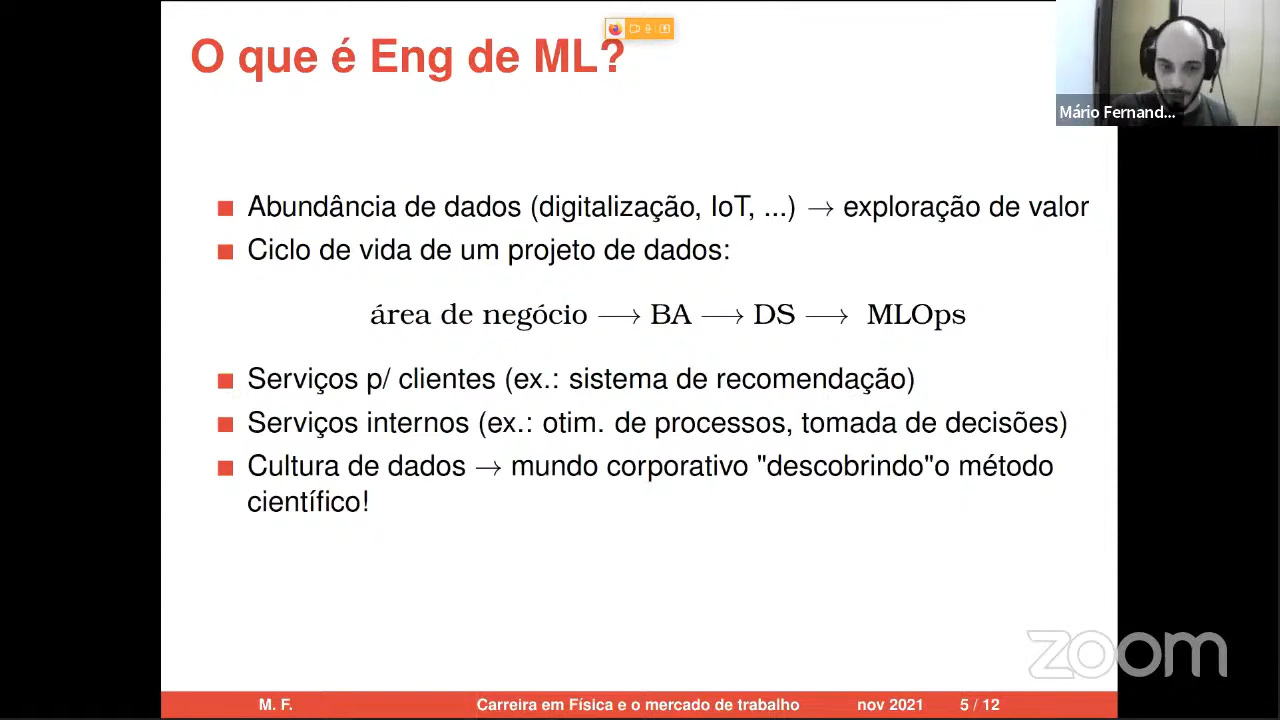 O que é Eng de ML?
Mário Fernand...
Abundância de dados (digitalização, IoT, ...) → exploração de valor
Ciclo de vida de um projeto de dados:
área de negócio → BA → DS → MLOps
Serviços p/ clientes (ex.: sistema de recomendação)
Serviços internos (ex.: otim. de processos, tomada de decisões)
Cultura de dados → mundo corporativo "descobrindo"o método
científico!
zoom
M. F. Carreira em Física e o mercado de trabalho nov 2021 5 / 12